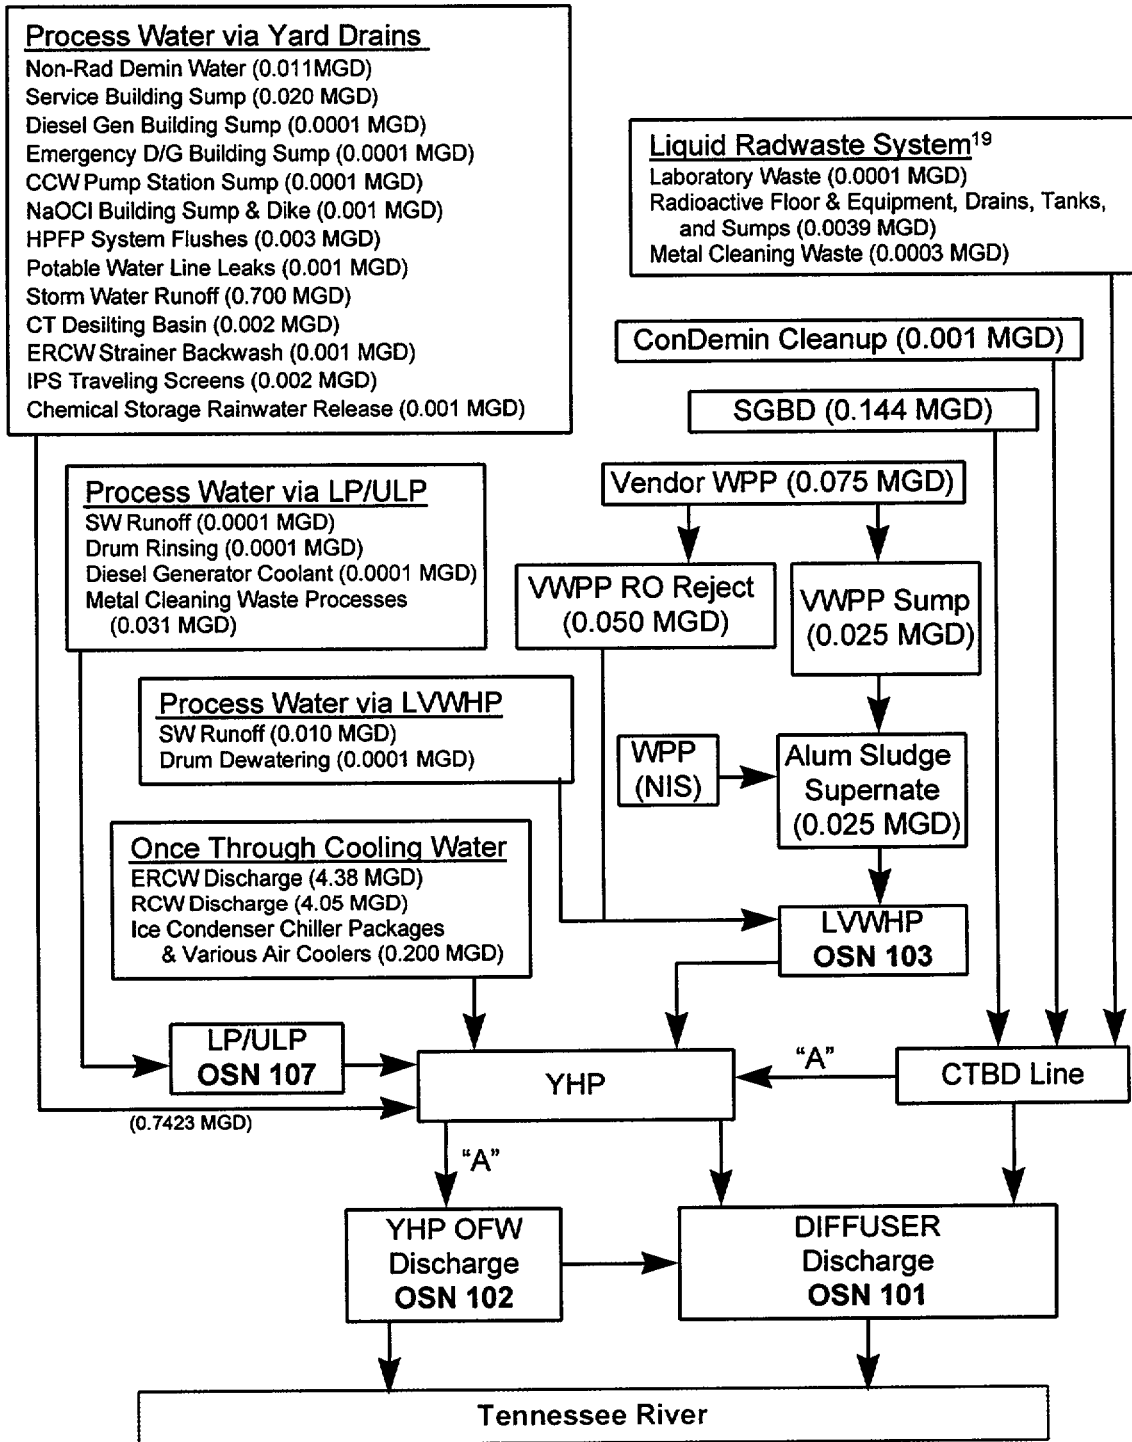 Process Water via Yard Drains
Non-Rad Demin Water (0.011MGD)
Service Building Sump (0.020 MGD)
Diesel Gen Building Sump (0.0001 MGD)
Emergency D/G Building Sump (0.0001 MGD)
CCW Pump Station Sump (0.0001 MGD)
NaOCl Building Sump & Dike (0.001 MGD)
HPFP System Flushes (0.003 MGD)
Potable Water Line Leaks (0.001 MGD)
Storm Water Runoff (0.700 MGD)
CT Desilting Basin (0.002 MGD)
ERCW Strainer Backwash (0.001 MGD)
IPS Traveling Screens (0.002 MGD)
Chemical Storage Rainwater Release (0.001 MGD)
Liquid Radwaste System19
Laboratory Waste (0.0001 MGD)
Radioactive Floor & Equipment, Drains, Tanks,
and Sumps (0.0039 MGD)
Metal Cleaning Waste (0.0003 MGD)
ConDemin Cleanup (0.001 MGD)
SGBD (0.144 MGD)
Vendor WPP (0.075 MGD)
Process Water via LP/ULP
SW Runoff (0.0001 MGD)
Drum Rinsing (0.0001 MGD)
Diesel Generator Coolant (0.0001 MGD)
Metal Cleaning Waste Processes
(0.031 MGD)
VWPP RO Reject
(0.050 MGD)
VWPP Sump
(0.025 MGD)
Process Water via LVWHP
SW Runoff (0.010 MGD)
Drum Dewatering (0.0001 MGD)
WPP
(NIS)
Alum Sludge
Supernate
(0.025 MGD)
Once Through Cooling Water
ERCW Discharge (4.38 MGD)
RCW Discharge (4.05 MGD)
Ice Condenser Chiller Packages
& Various Air Coolers (0.200 MGD)
LVWHP
OSN 103
LP/ULP
OSN 107
YHP
"A"
CTBD Line
(0.7423 MGD)
"A"
YHP OFW
Discharge
OSN 102
DIFFUSER
Discharge
OSN 101
Tennessee River